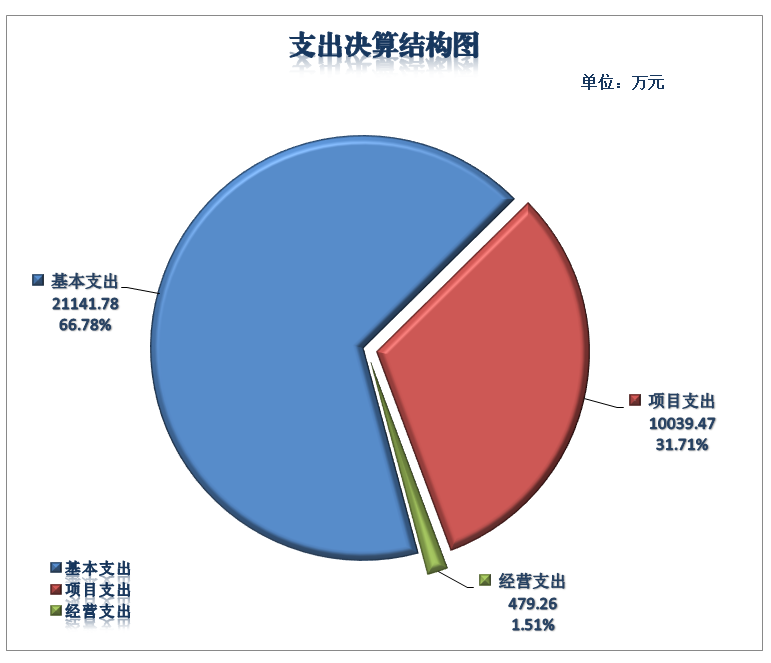 支出决算结构图
单位：万元
基本支出
21141.78
66.78%
项目支出
10039.47
31.71%
经营支出
479.26
1.51%
基本支出
项目支出
经营支出